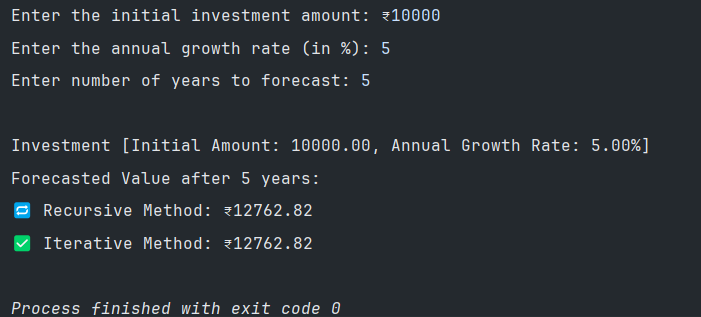 Enter the initial investment amount: ₹10000
Enter the annual growth rate (in %): 5
Enter number of years to forecast: 5
Investment [Initial Amount: 10000.00, Annual Growth Rate: 5.00%]
Forecasted Value after 5 years:
🔁 Recursive Method: ₹12762.82
✅ Iterative Method: ₹12762.82
Process finished with exit code 0